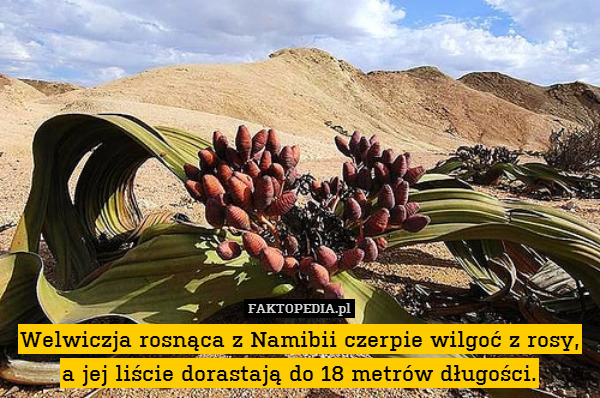 FAKTOPEDIA.pl
Welwiczja rosnąca z Namibii czerpie wilgoć z rosy,
a jej liście dorastają do 18 metrów długości.